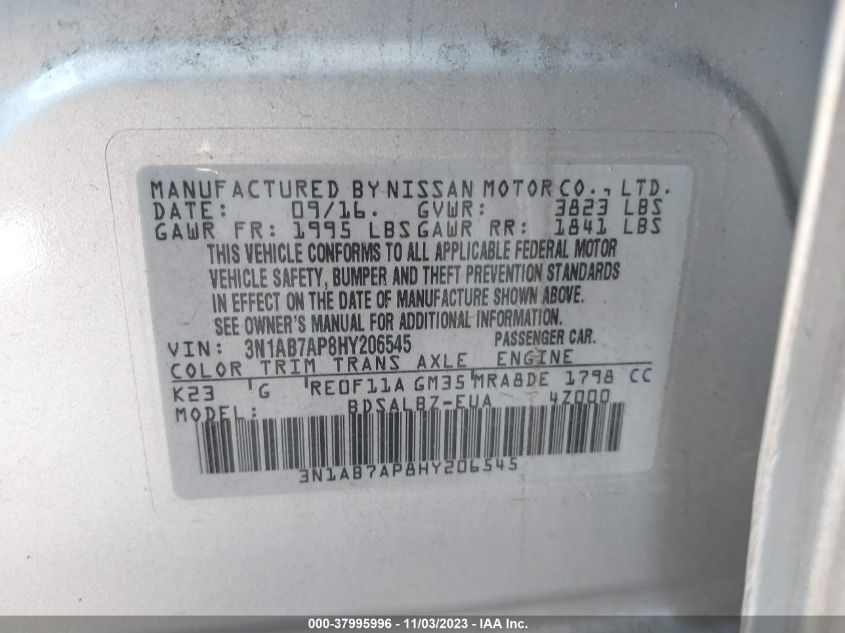 MANUFACTURED BY NISSAN MOTOR CO., LTD.
DATE: 09/16. GVWR: 3823 LBS
GAWR FR: 1995 LBS GAWR RR: 1841 LBS
THIS VEHICLE CONFORMS TO ALL APPLICABLE FEDERAL MOTOR
VEHICLE SAFETY, BUMPER AND THEFT PREVENTION STANDARDS
IN EFFECT ON THE DATE OF MANUFACTURE SHOWN ABOVE.
SEE OWNER'S MANUAL FOR ADDITIONAL INFORMATION.
VIN: 3N1AB7AP8HY206545 PASSENGER CAR.
COLOR TRIM TRANS AXLE ENGINE
K23 G RE0F11A GM35 MRA8DE 1798 CC
MODEL: BDSALBZ-EUA 4Z000
3N1AB7AP8HY206545
000-37995996 - 11/03/2023 - IAA Inc.